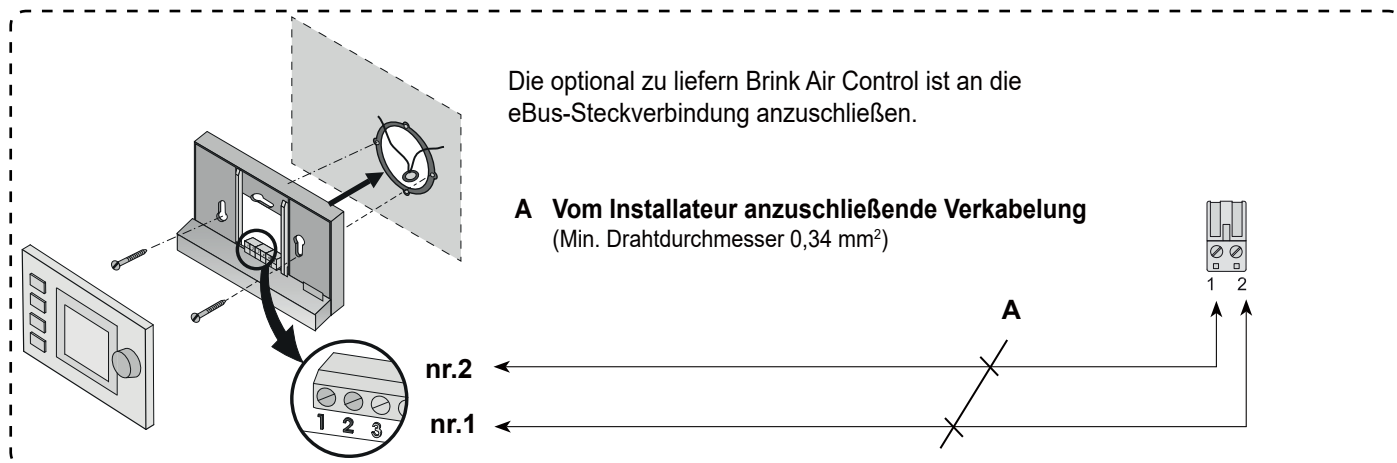 Die optional zu liefern Brink Air Control ist an die
eBus-Steckverbindung anzuschließen.
A Vom Installateur anzuschließende Verkabelung
(Min. Drahtdurchmesser 0,34 mm²)
1 2
A
nr.2
nr.1
1 2 3